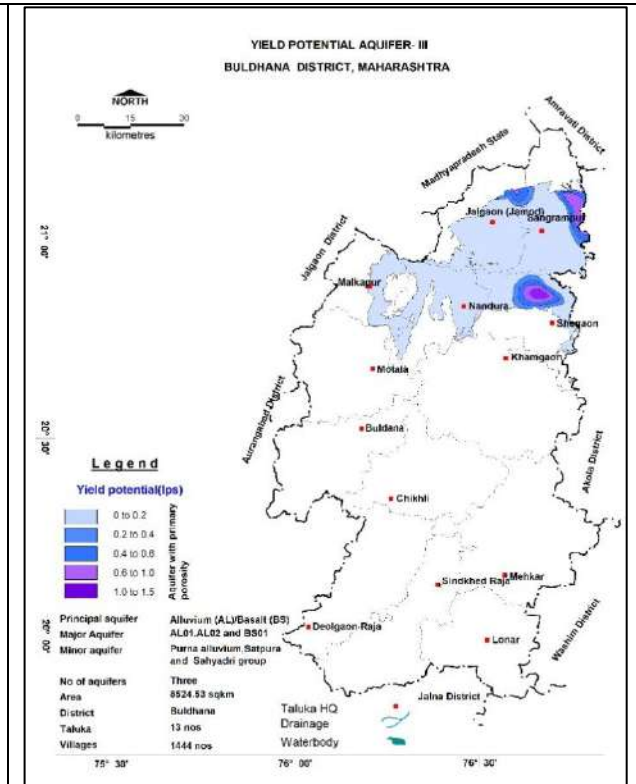 YIELD POTENTIAL AQUIFER- III
BULDHANA DISTRICT, MAHARASHTRA
NORTH
0 15 30
kilometres
Amravati District
Madhyapradesh State
Jalgaon (Jamod)
Sangrampur
21 00
Jalgaon District
Malkapur
Nandura
Shegaon
Khamgaon
Motala
Aurangabad District
20 30
Buldana
Akola District
Legend
Yield potential(lps)
0 to 0.2
0.2 to 0.4
0.4 to 0.6
0.6 to 1.0
1.0 to 1.5
Aquifer with primary
porosity
Chikhli
Mehkar
Sindkhed Raja
Washim District
20 00
Deolgaon-Raja
Lonar
Principal aquifer Alluvium (AL)/Basalt (BS)
Major Aquifer AL01,AL02 and BS01
Minor aquifer Purna alluvium,Satpura
and Sahyadri group
No of aquifers Three
Area 8524.53 sqkm
District Buldhana
Taluka 13 nos
Villages 1444 nos
Jalna District
Taluka HQ
Drainage
Waterbody
75 30 76 00 76 30